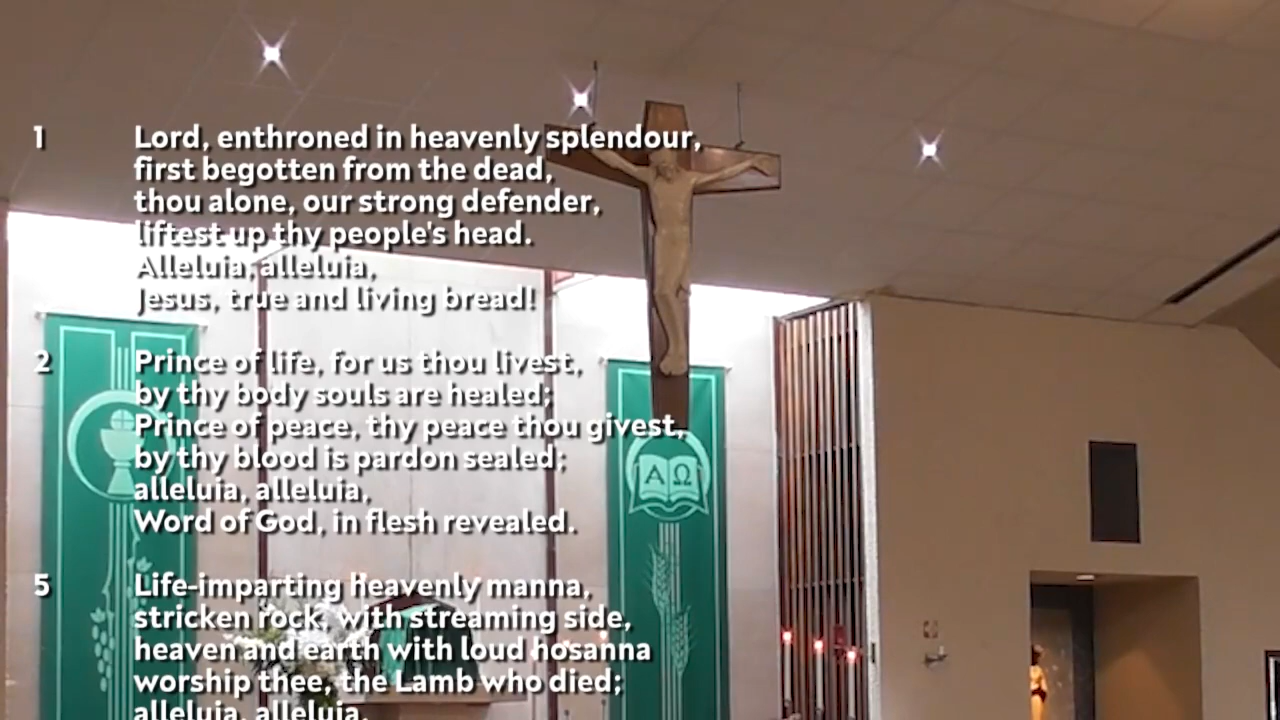 1 Lord, enthroned in heavenly splendour,
first begotten from the dead,
thou alone, our strong defender,
liftest up thy people's head.
Alleluia, alleluia,
Jesus, true and living bread!
2 Prince of life, for us thou livest,
by thy body souls are healed;
Prince of peace, thy peace thou givest,
by thy blood is pardon sealed;
alleluia, alleluia,
Word of God, in flesh revealed.
Α Ω
5 Life-imparting heavenly manna,
stricken rock, with streaming side,
heaven and earth with loud hosanna
worship thee, the Lamb who died;
alleluia, alleluia,